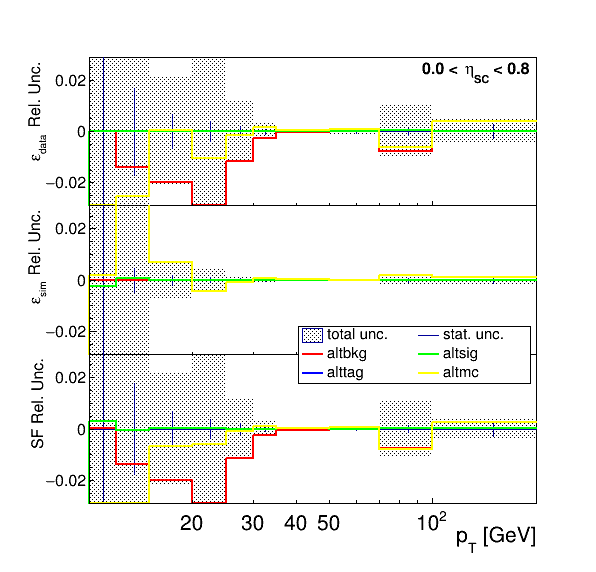 0.0 < η_SC < 0.8
ε_data Rel. Unc.
0.02
0
−0.02
ε_sim Rel. Unc.
0.02
0
−0.02
total unc. stat. unc.
altbkg altsig
alttag altmc
SF Rel. Unc.
0.02
0
−0.02
20 30 40 50 10^2
p_T [GeV]